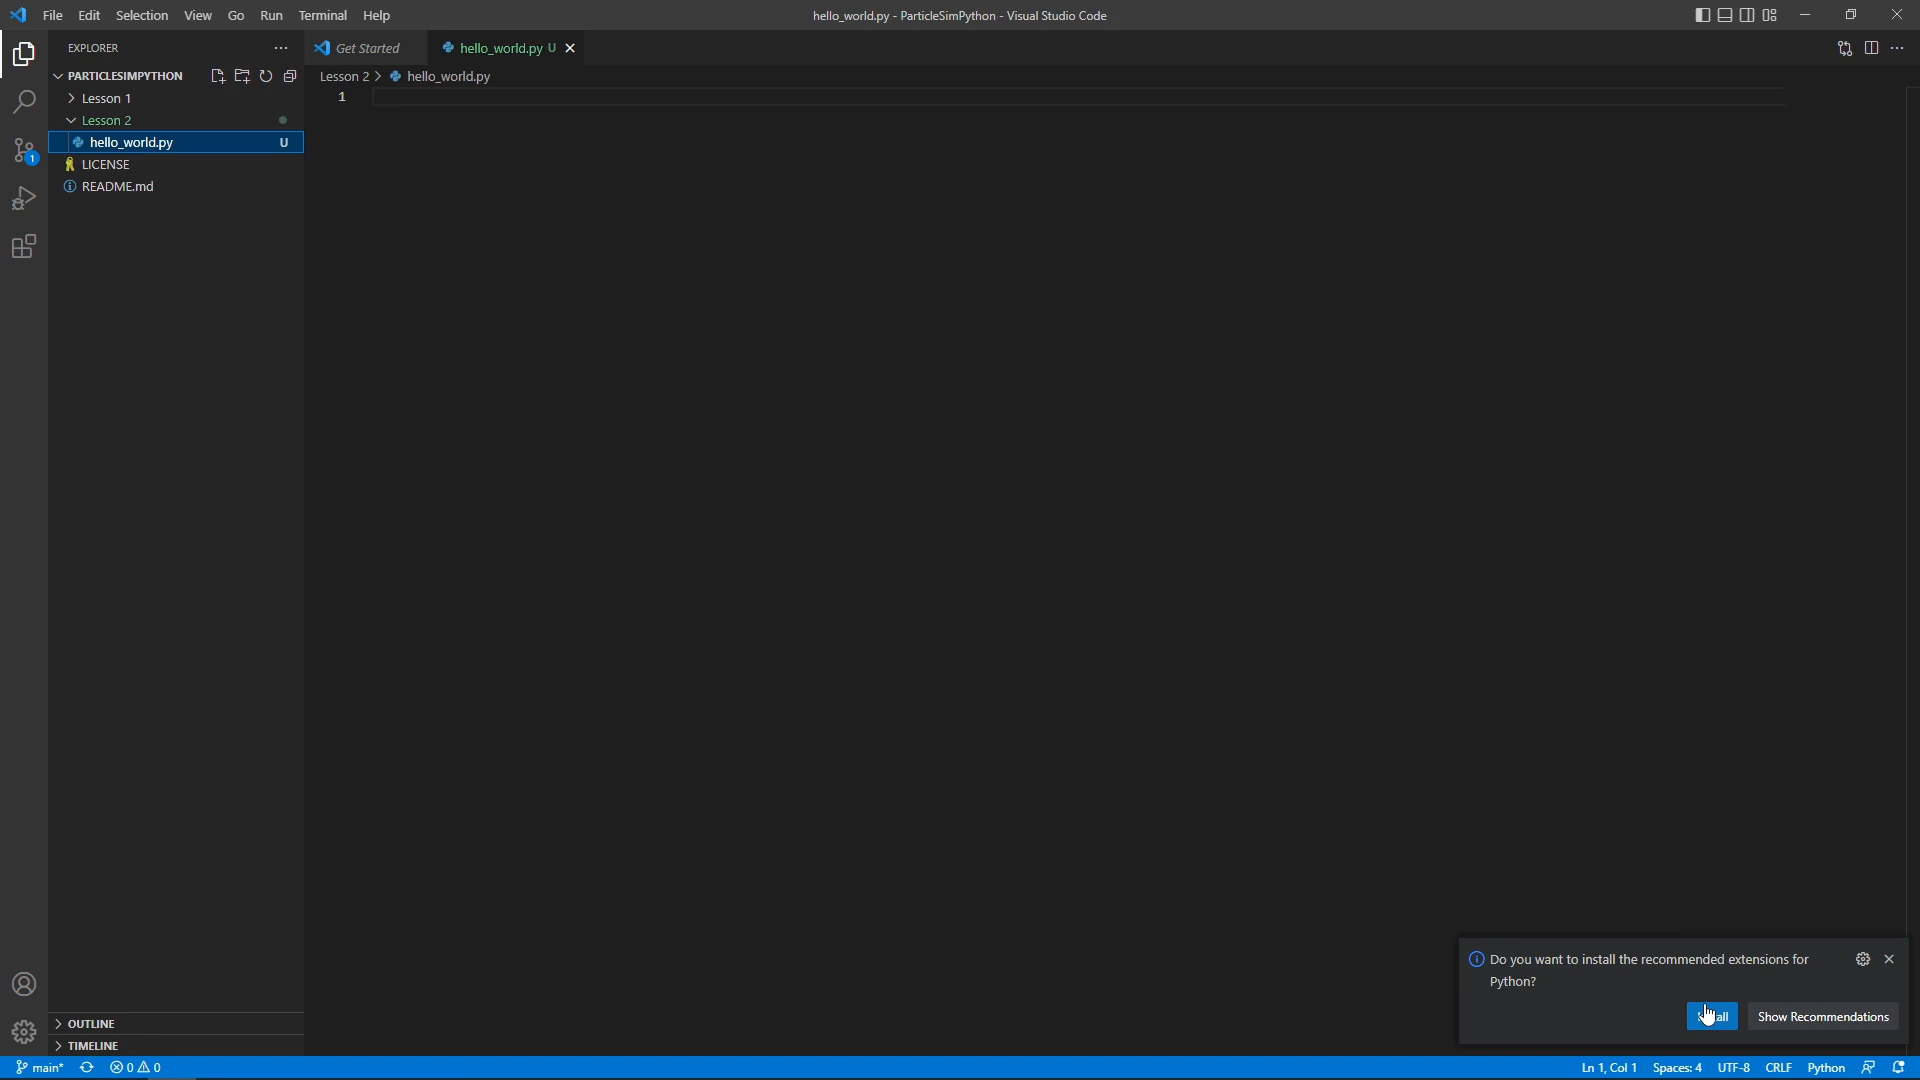 File Edit Selection View Go Run Terminal Help
hello_world.py - ParticleSimPython - Visual Studio Code
EXPLORER
Get Started
hello_world.py U
PARTICLESIMPYTHON
Lesson 2 > hello_world.py
1
Lesson 1
Lesson 2
hello_world.py U
LICENSE
README.md
1
Do you want to install the recommended extensions for
Python?
Show Recommendations
OUTLINE
TIMELINE
main* 0 0 Ln 1, Col 1 Spaces: 4 UTF-8 CRLF Python